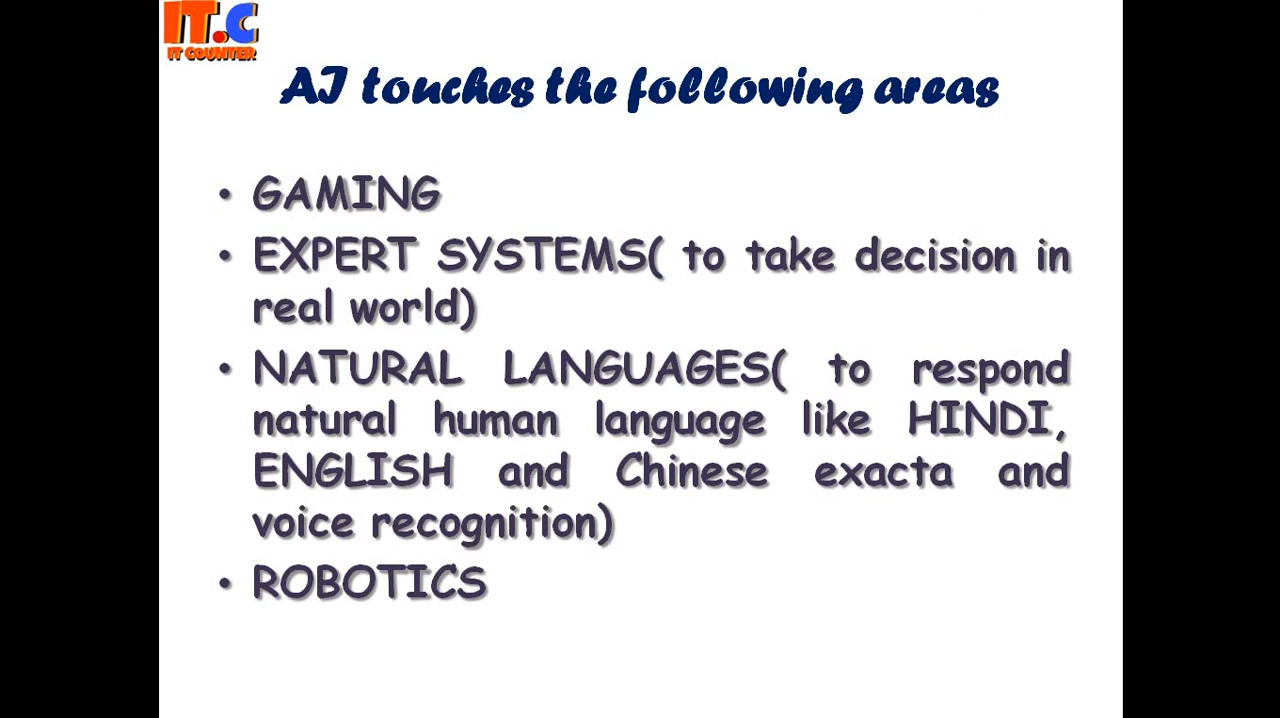 IT.C
IT COUNTER
AI touches the following areas
• GAMING
• EXPERT SYSTEMS( to take decision in
real world)
• NATURAL LANGUAGES( to respond
natural human language like HINDI,
ENGLISH and Chinese exacta and
voice recognition)
• ROBOTICS